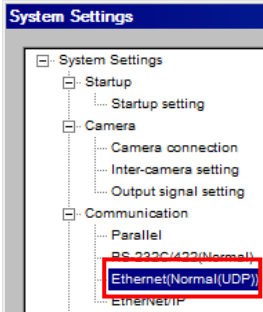 System Settings
System Settings
Startup
Startup setting
Camera
Camera connection
Inter-camera setting
Output signal setting
Communication
Parallel
RS-232C/422(Normal)
Ethernet(Normal(UDP))
EtherNet/IP